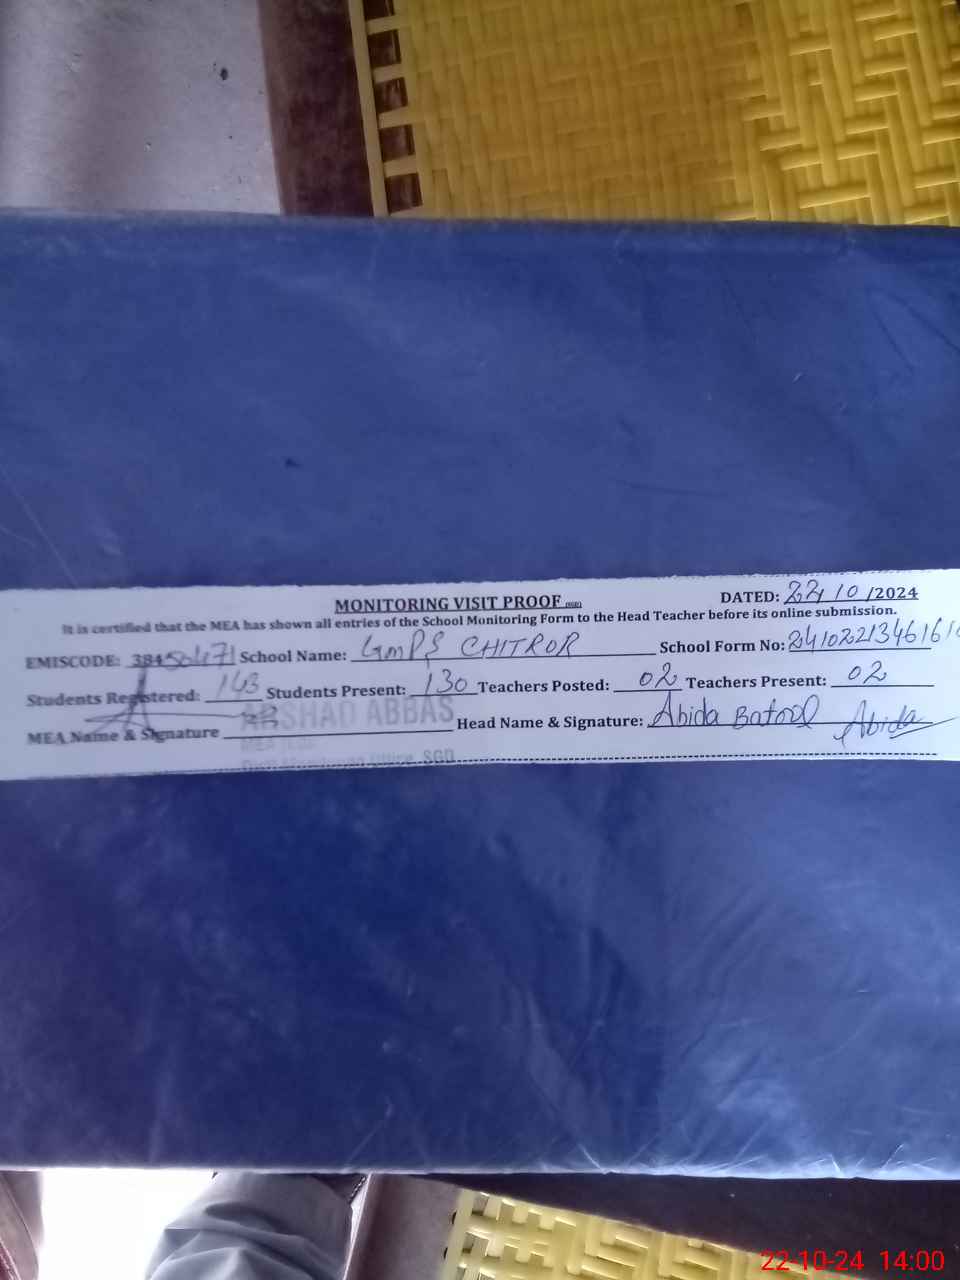 MONITORING VISIT PROOF
DATED: 22/10/2024
It is certified that the MEA has shown all entries of the School Monitoring Form to the Head Teacher before its online submission.
EMISCODE: 38450471 School Name: GMPS CHITROR School Form No:
Students Registered: 143 Students Present: 130 Teachers Posted: 02 Teachers Present: 02
MEA Name & Signature ARSHAD ABBAS Head Name & Signature: Abida Batool Abida
SGD
22-10-24 14:00